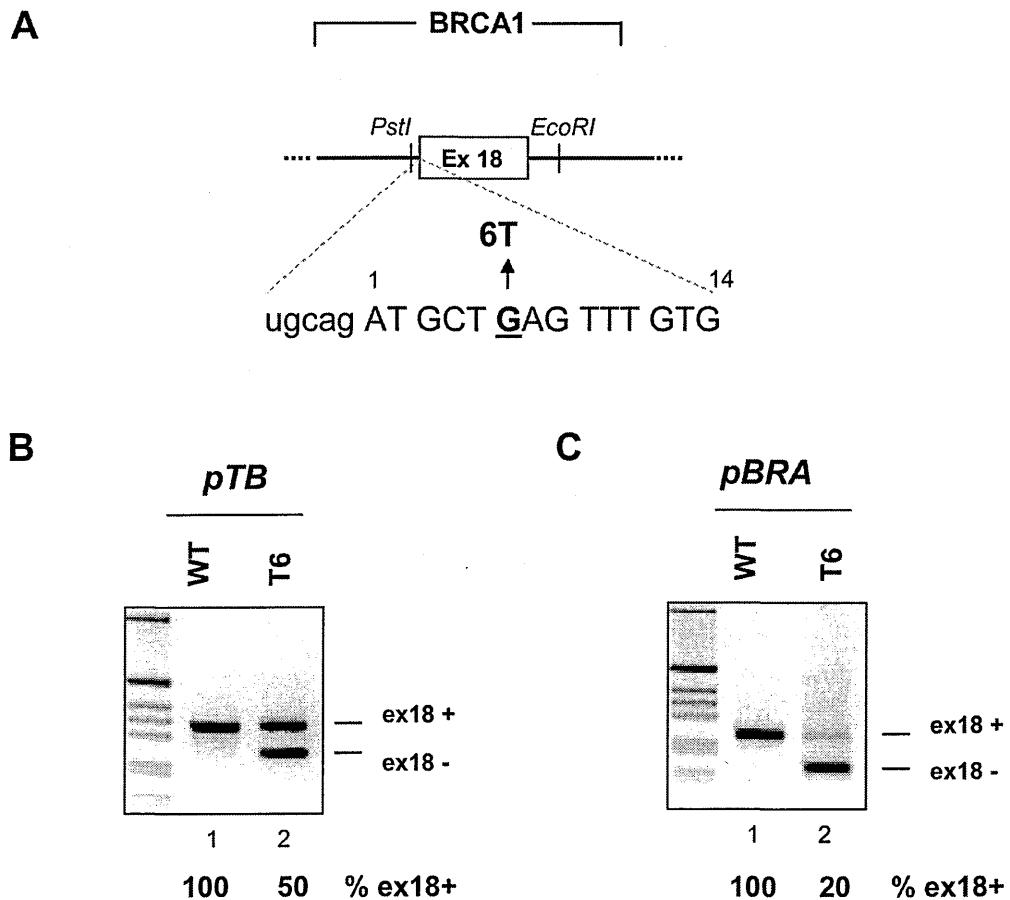 A
BRCA1
PstI EcoRI
Ex 18
6T
1 14
ugcag AT GCT GAG TTT GTG
B
pTB
WT T6
ex18 +
ex18 -
1 2
100 50 % ex18+
C
pBRA
WT T6
ex18 +
ex18 -
1 2
100 20 % ex18+